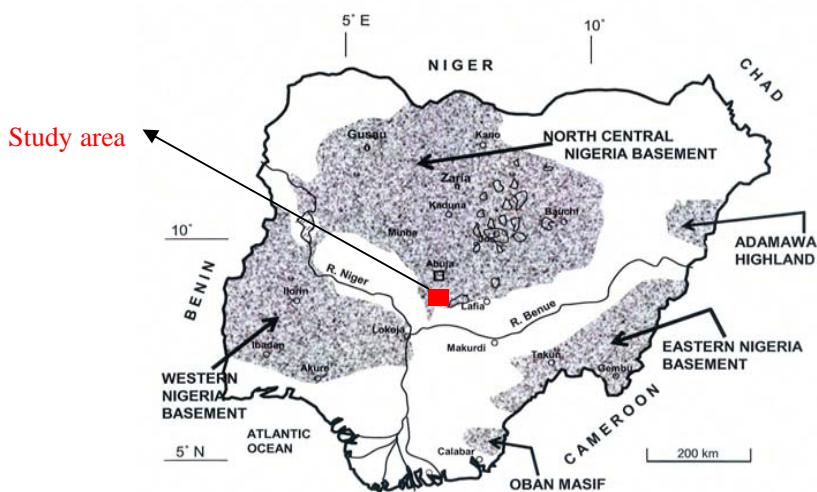 5° E
10°
NIGER
CHAD
Study area
Gusau
Kano
NORTH CENTRAL
NIGERIA BASEMENT
Zaria
Kaduna
Bauchi
Jos
10°
Minna
ADAMAWA
HIGHLAND
Abuja
BENIN
R. Niger
Ilorin
Lafia
R. Benue
Lokoja
Makurdi
EASTERN NIGERIA
BASEMENT
Ibadan
Takun
Akure
Gembu
WESTERN
NIGERIA
BASEMENT
CAMEROON
ATLANTIC
OCEAN
5° N
Calabar
200 km
OBAN MASIF